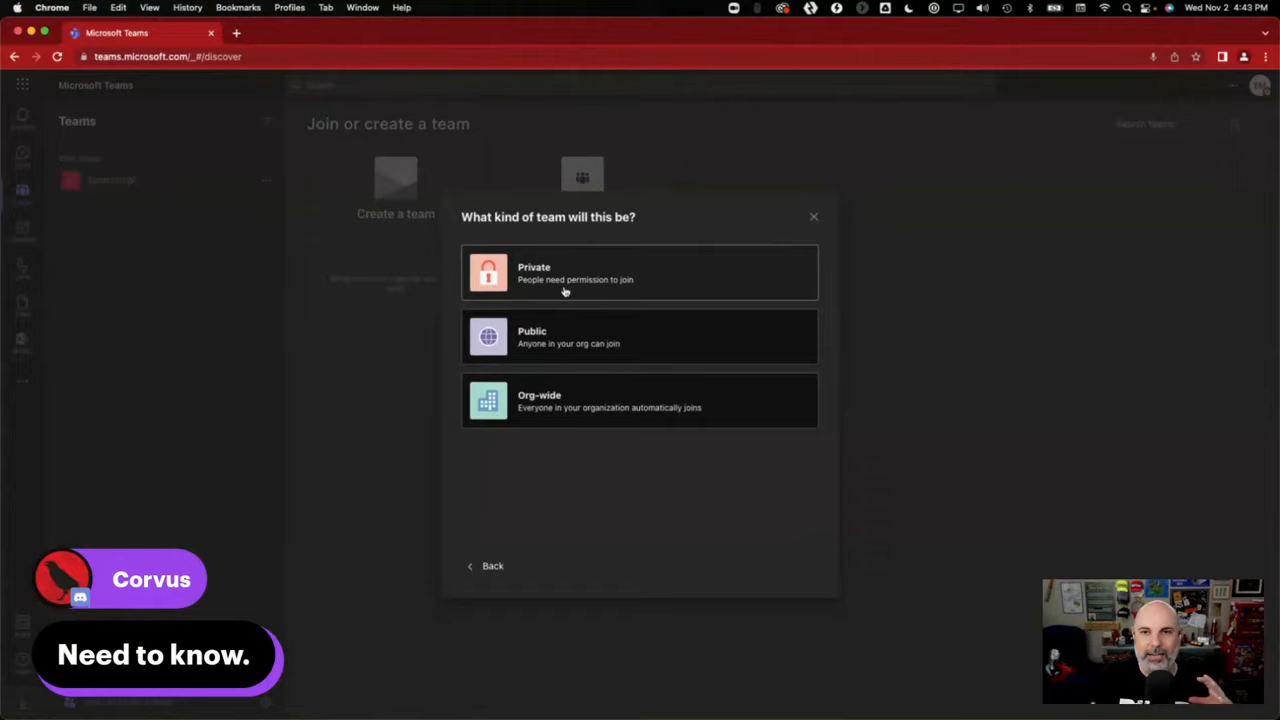 Chrome File Edit View History Bookmarks Profiles Tab Window Help
Wed Nov 2 4:43 PM
Microsoft Teams
teams.microsoft.com/_#/discover
Microsoft Teams
Search
Teams
Join or create a team
Search teams
Create a team
What kind of team will this be?
Private
People need permission to join
Public
Anyone in your org can join
Org-wide
Everyone in your organization automatically joins
Back
Corvus
Need to know.